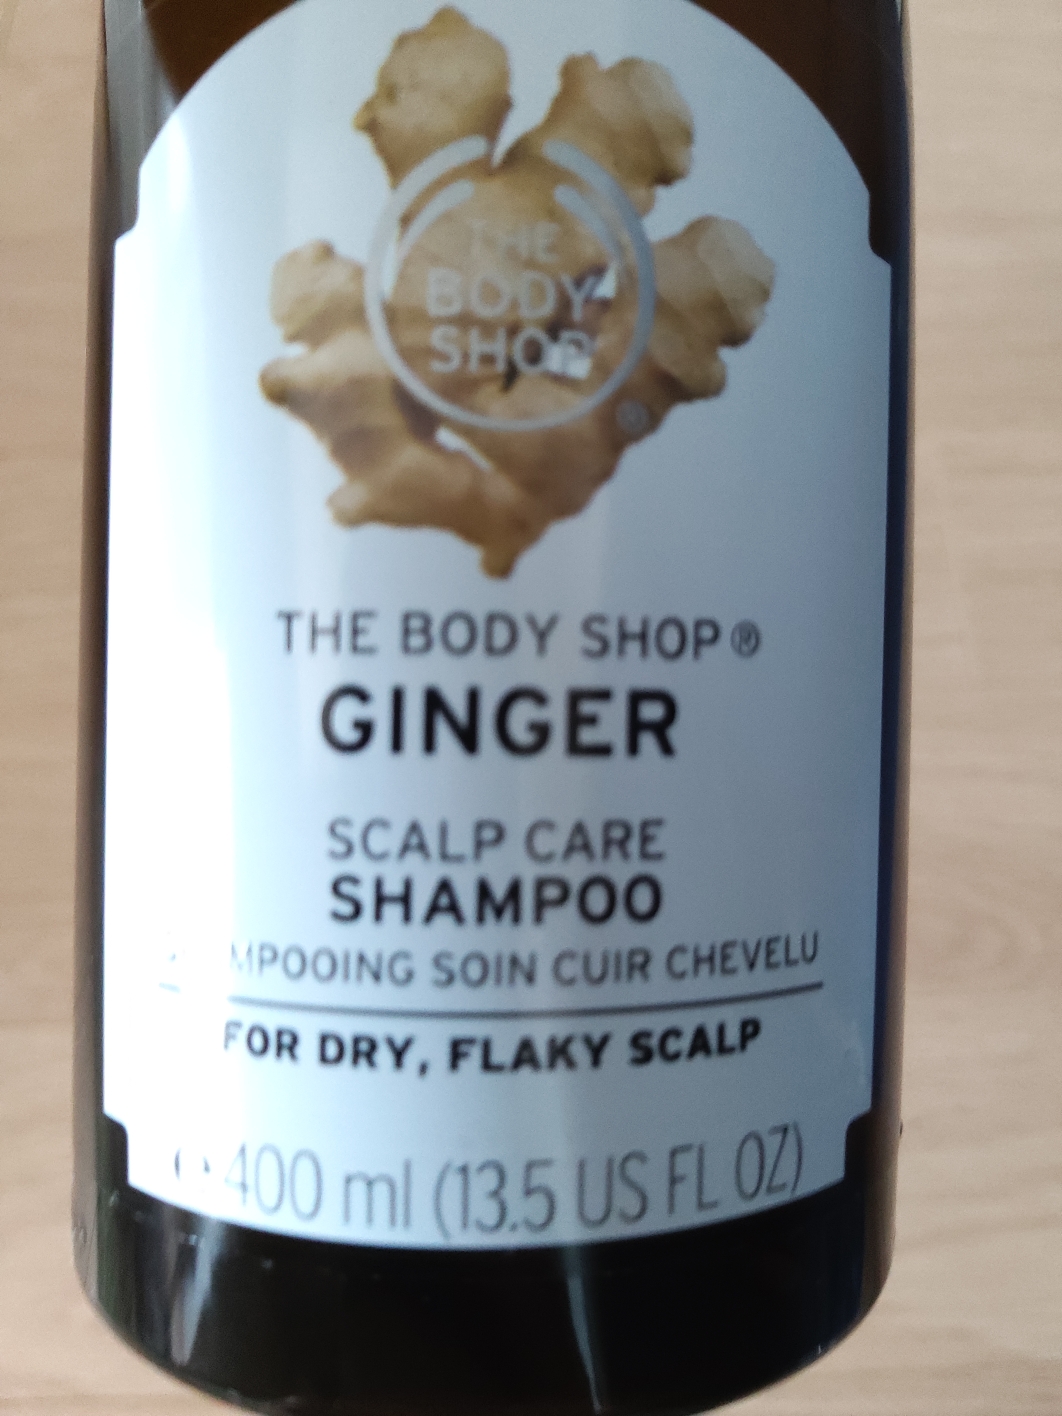 THE
BODY
SHOP
®
THE BODY SHOP®
GINGER
SCALP CARE
SHAMPOO
MPOOING SOIN CUIR CHEVELU
FOR DRY, FLAKY SCALP
400 ml (13.5 US FL OZ)